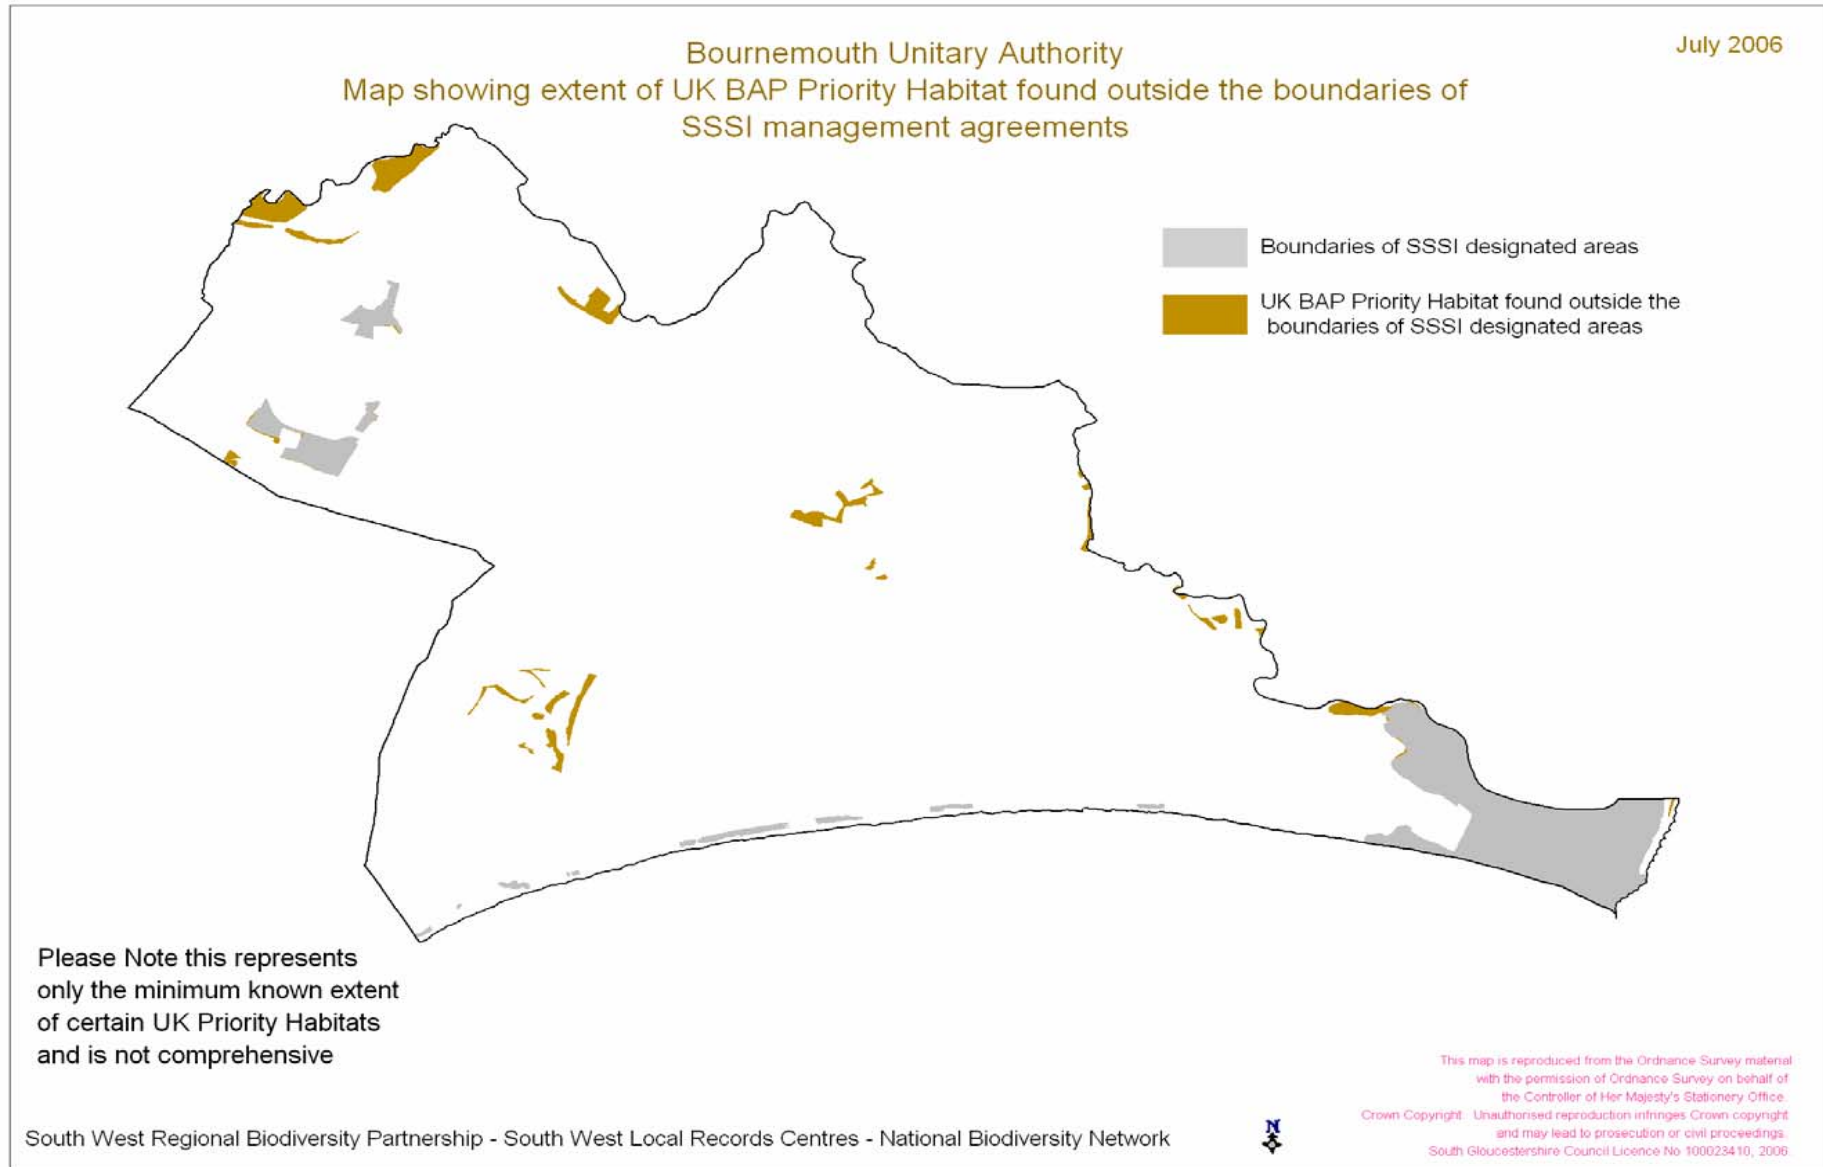 Bournemouth Unitary Authority
July 2006
Map showing extent of UK BAP Priority Habitat found outside the boundaries of
SSSI management agreements
Boundaries of SSSI designated areas
UK BAP Priority Habitat found outside the
boundaries of SSSI designated areas
Please Note this represents
only the minimum known extent
of certain UK Priority Habitats
and is not comprehensive
This map is reproduced from the Ordnance Survey material
with the permission of Ordnance Survey on behalf of
the Controller of Her Majesty's Stationery Office.
Crown Copyright. Unauthorised reproduction infringes Crown copyright
and may lead to prosecution or civil proceedings.
South Gloucestershire Council Licence No 100023410, 2006.
South West Regional Biodiversity Partnership - South West Local Records Centres - National Biodiversity Network
N